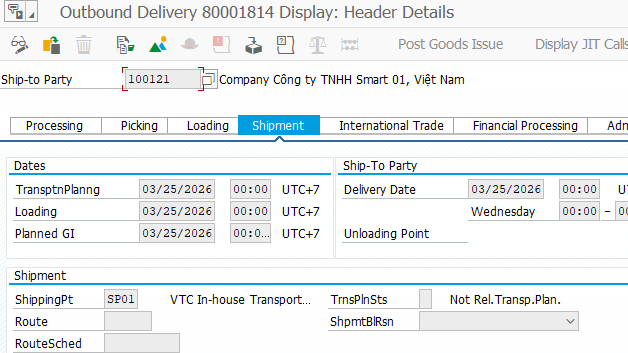 Outbound Delivery 80001814 Display: Header Details
Post Goods Issue Display JIT Calls
Ship-to Party 100121 Company Công ty TNHH Smart 01, Việt Nam
Processing Picking Loading Shipment International Trade Financial Processing Adn
Dates Ship-To Party
TransptnPlanng 03/25/2026 00:00 UTC+7 Delivery Date 03/25/2026 00:00
Loading 03/25/2026 00:00 UTC+7 Wednesday 00:00 –
Planned GI 03/25/2026 00:0... UTC+7 Unloading Point
Shipment
ShippingPt SP01 VTC In-house Transport... TrnsPlnSts Not Rel.Transp.Plan.
Route ShpmtBlRsn
RouteSched